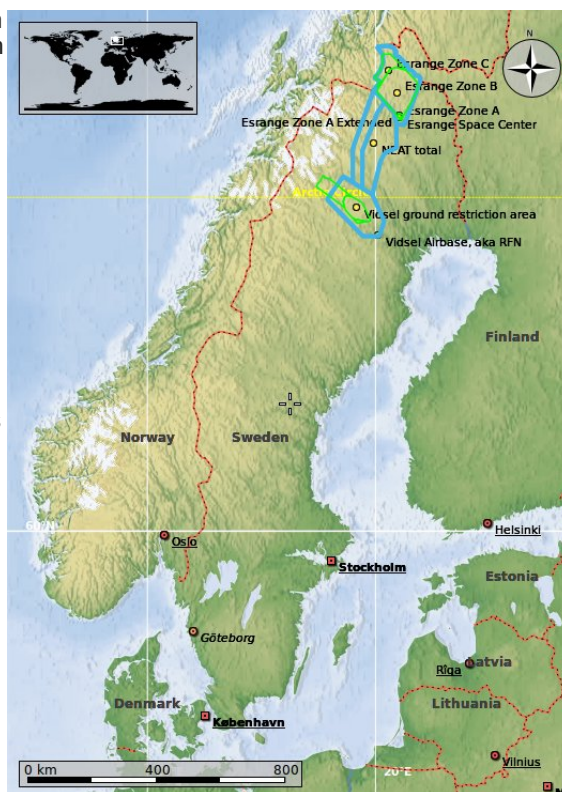 N
Esrange Zone C
Esrange Zone B
Esrange Zone A
Esrange Zone A Extended
Esrange Space Center
NEAT total
Vidsel ground restriction area
Vidsel Airbase, aka RFN
Finland
Norway
Sweden
Oslo
Helsinki
Stockholm
Estonia
Göteborg
Rīga
Latvia
Denmark
Lithuania
København
Vilnius
0 km 400 800
20°E